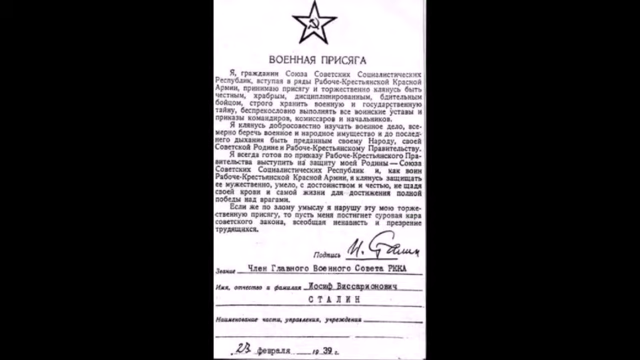 ВОЕННАЯ ПРИСЯГА
Я, гражданин Союза Советских Социалистических
Республик, вступая в ряды Рабоче-Крестьянской Красной
Армии, принимаю присягу и торжественно клянусь быть
честным, храбрым, дисциплинированным, бдительным
бойцом, строго хранить военную и государственную
тайну, беспрекословно выполнять все воинские уставы и
приказы командиров, комиссаров и начальников.
Я клянусь добросовестно изучать военное дело, все-
мерно беречь военное и народное имущество и до послед-
него дыхания быть преданным своему Народу, своей
Советской Родине и Рабоче-Крестьянскому Правительству.
Я всегда готов по приказу Рабоче-Крестьянского Пра-
вительства выступить на защиту моей Родины — Союза
Советских Социалистических Республик и, как воин
Рабоче-Крестьянской Красной Армии, я клянусь защищать
ее мужественно, умело, с достоинством и честью, не щадя
своей крови и самой жизни для достижения полной
победы над врагами.
Если же по злому умыслу я нарушу эту мою торже-
ственную присягу, то пусть меня постигнет суровая кара
советского закона, всеобщая ненависть и презрение
трудящихся.
Подпись И. Сталин
Звание Член Главного Военного Совета РККА
Имя, отчество и фамилия Иосиф Виссарионович
СТАЛИН
Наименование части, управления, учреждения
23 февраля 1939 г.